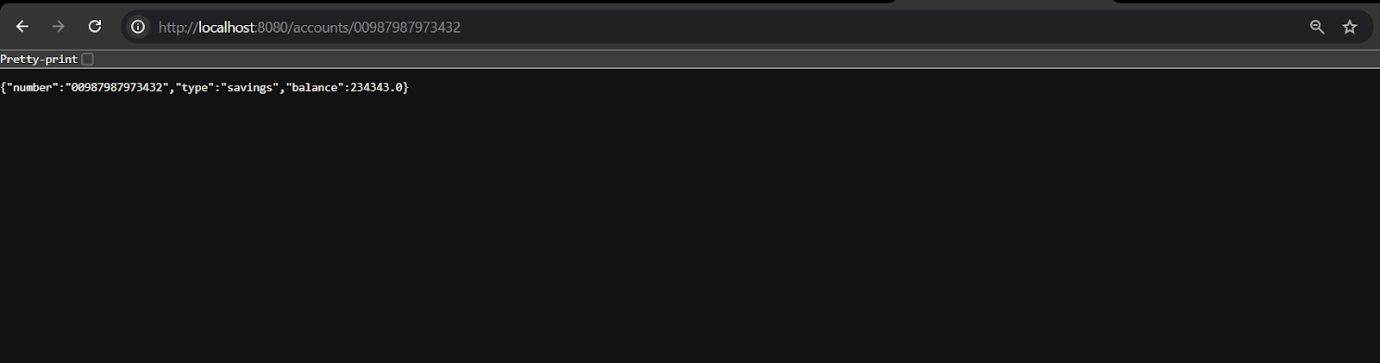 http://localhost:8080/accounts/00987987973432
Pretty-print
{"number":"00987987973432","type":"savings","balance":234343.0}